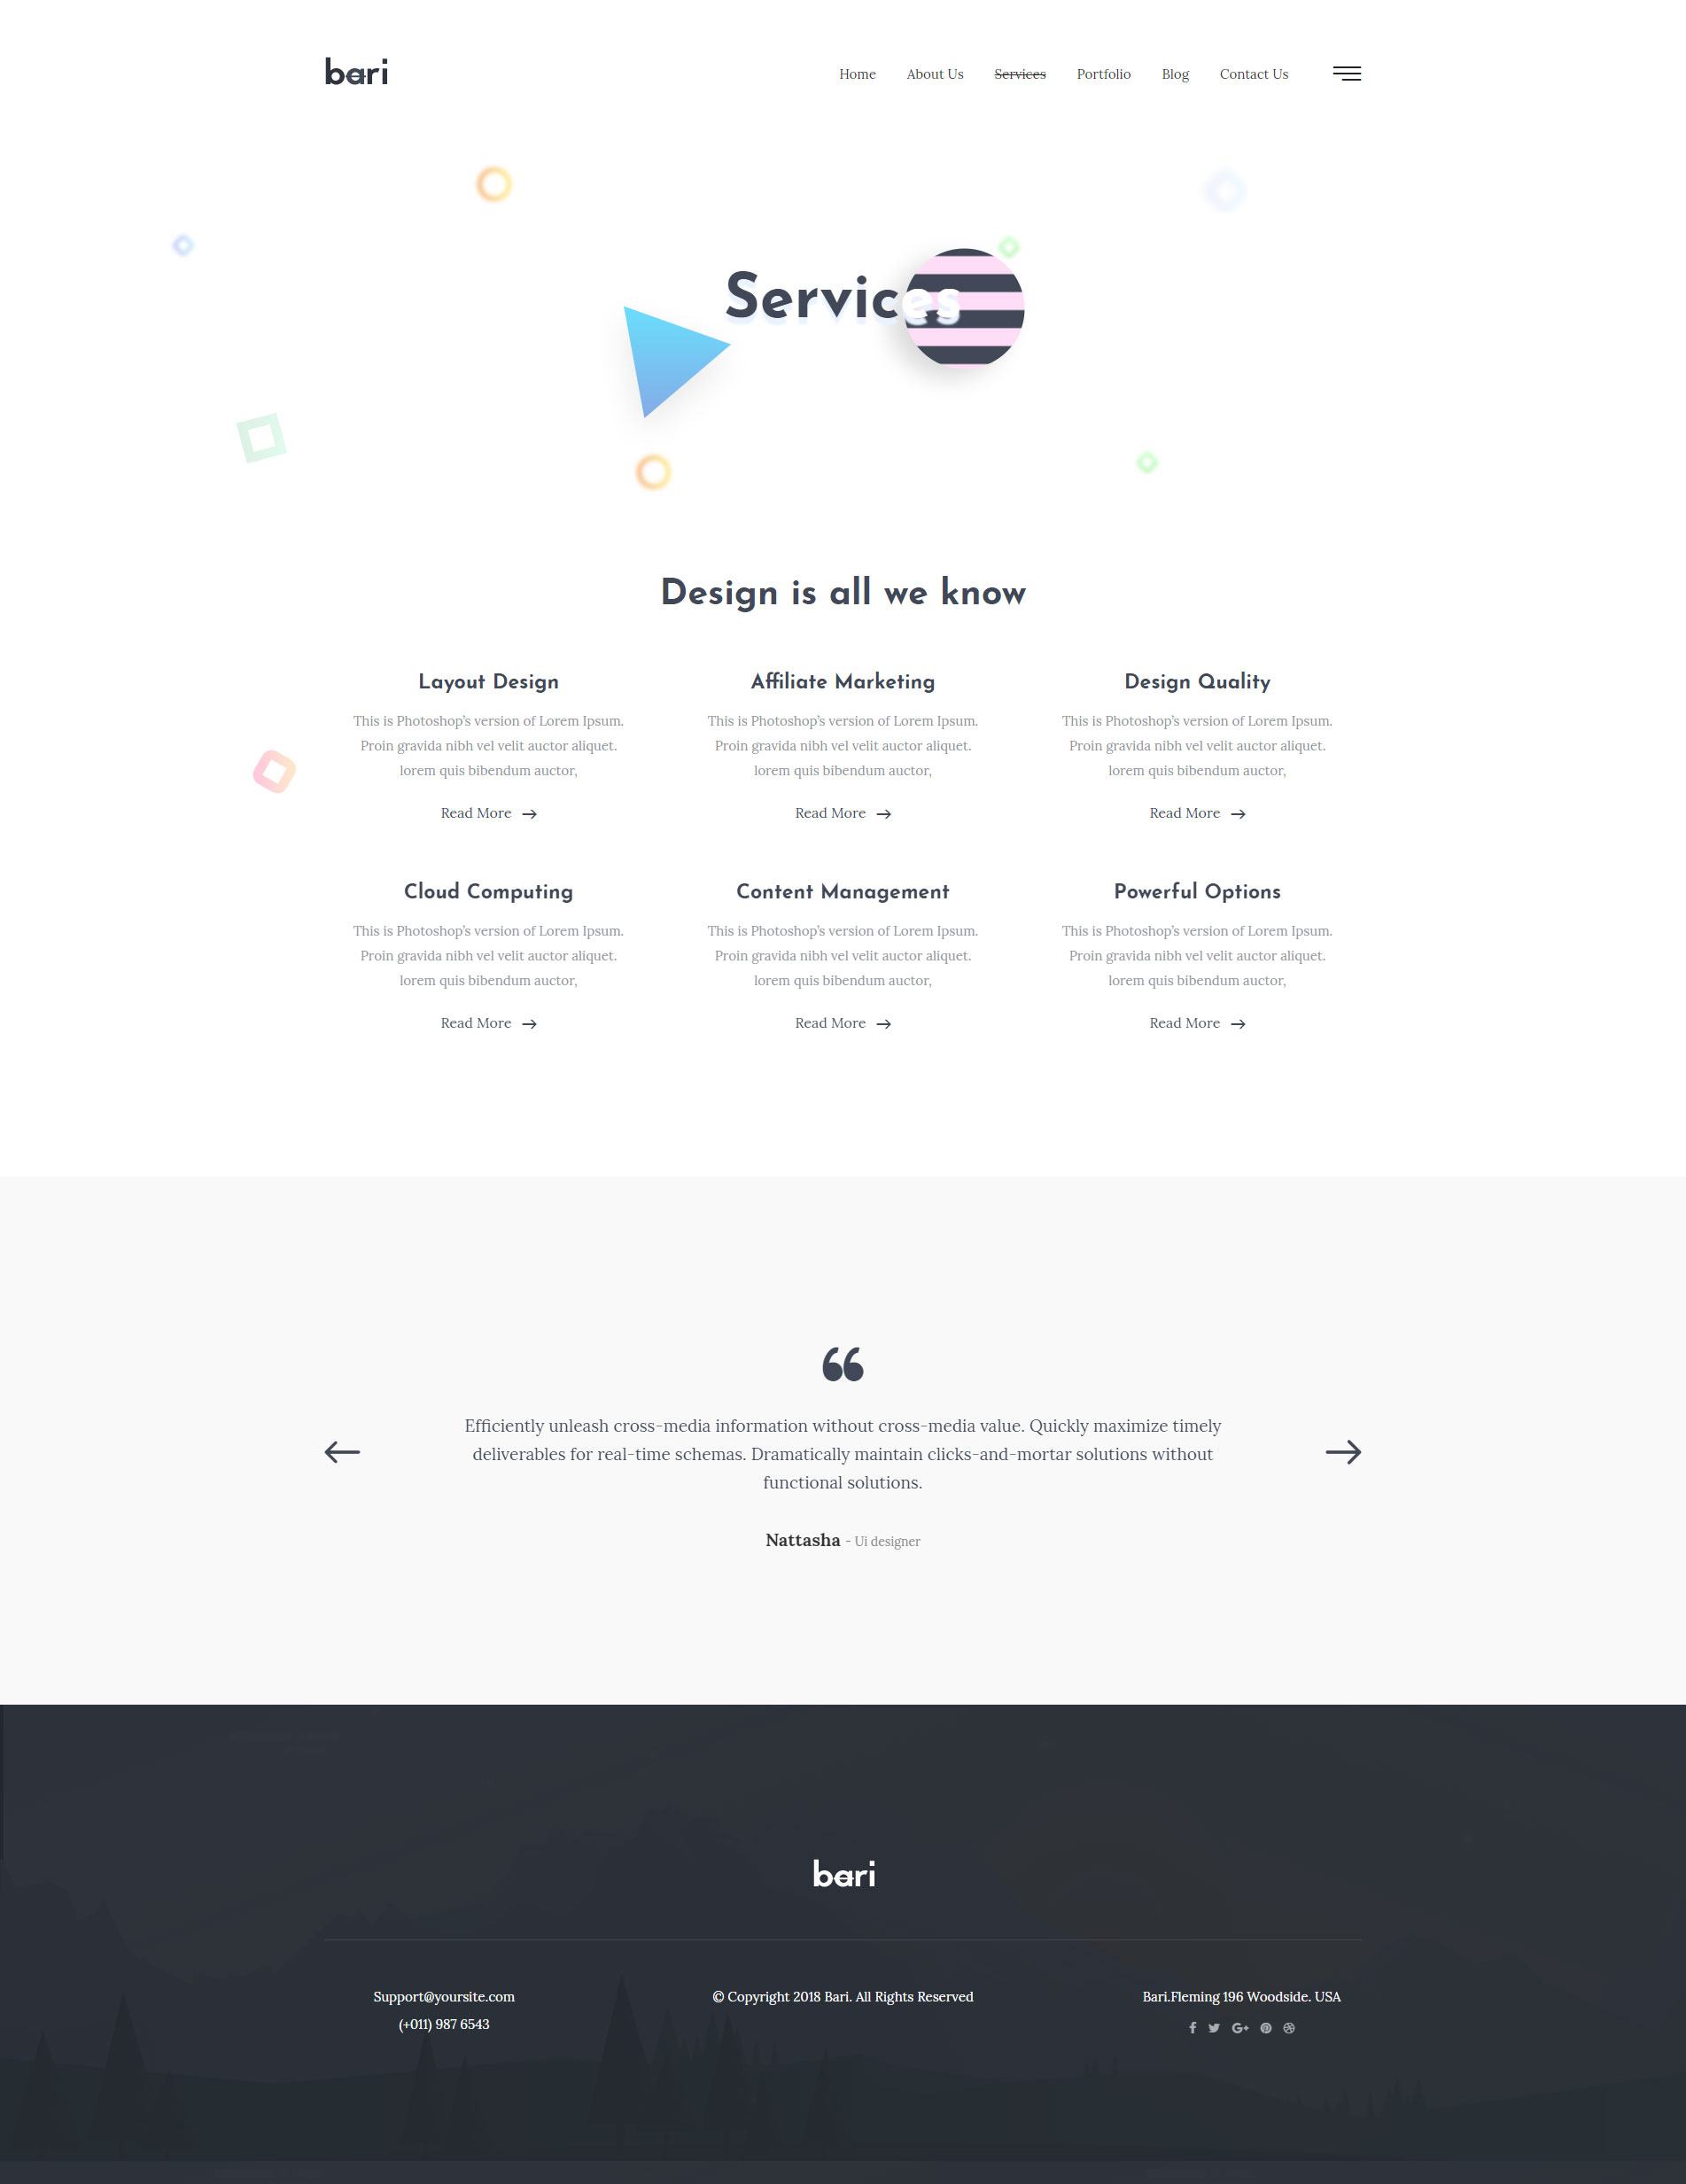 bari
Home About Us Services Portfolio Blog Contact Us
Services
Design is all we know
Layout Design
This is Photoshop's version of Lorem Ipsum.
Proin gravida nibh vel velit auctor aliquet.
lorem quis bibendum auctor,
Read More
Affiliate Marketing
This is Photoshop's version of Lorem Ipsum.
Proin gravida nibh vel velit auctor aliquet.
lorem quis bibendum auctor,
Read More
Design Quality
This is Photoshop's version of Lorem Ipsum.
Proin gravida nibh vel velit auctor aliquet.
lorem quis bibendum auctor,
Read More
Cloud Computing
This is Photoshop's version of Lorem Ipsum.
Proin gravida nibh vel velit auctor aliquet.
lorem quis bibendum auctor,
Read More
Content Management
This is Photoshop's version of Lorem Ipsum.
Proin gravida nibh vel velit auctor aliquet.
lorem quis bibendum auctor,
Read More
Powerful Options
This is Photoshop's version of Lorem Ipsum.
Proin gravida nibh vel velit auctor aliquet.
lorem quis bibendum auctor,
Read More
Efficiently unleash cross-media information without cross-media value. Quickly maximize timely
deliverables for real-time schemas. Dramatically maintain clicks-and-mortar solutions without
functional solutions.
Nattasha - Ui designer
bari
Support@yoursite.com
(+011) 987 6543
© Copyright 2018 Bari. All Rights Reserved
Bari.Fleming 196 Woodside. USA